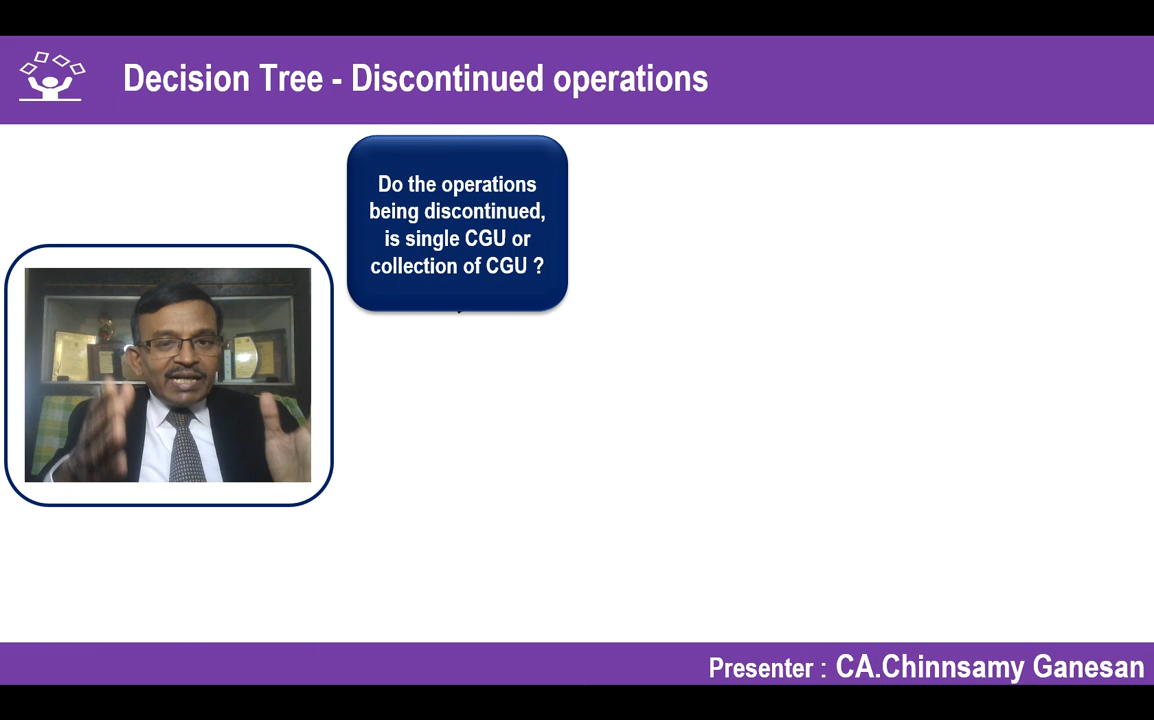 Decision Tree - Discontinued operations
Do the operations
being discontinued,
is single CGU or
collection of CGU ?
Presenter : CA.Chinnsamy Ganesan